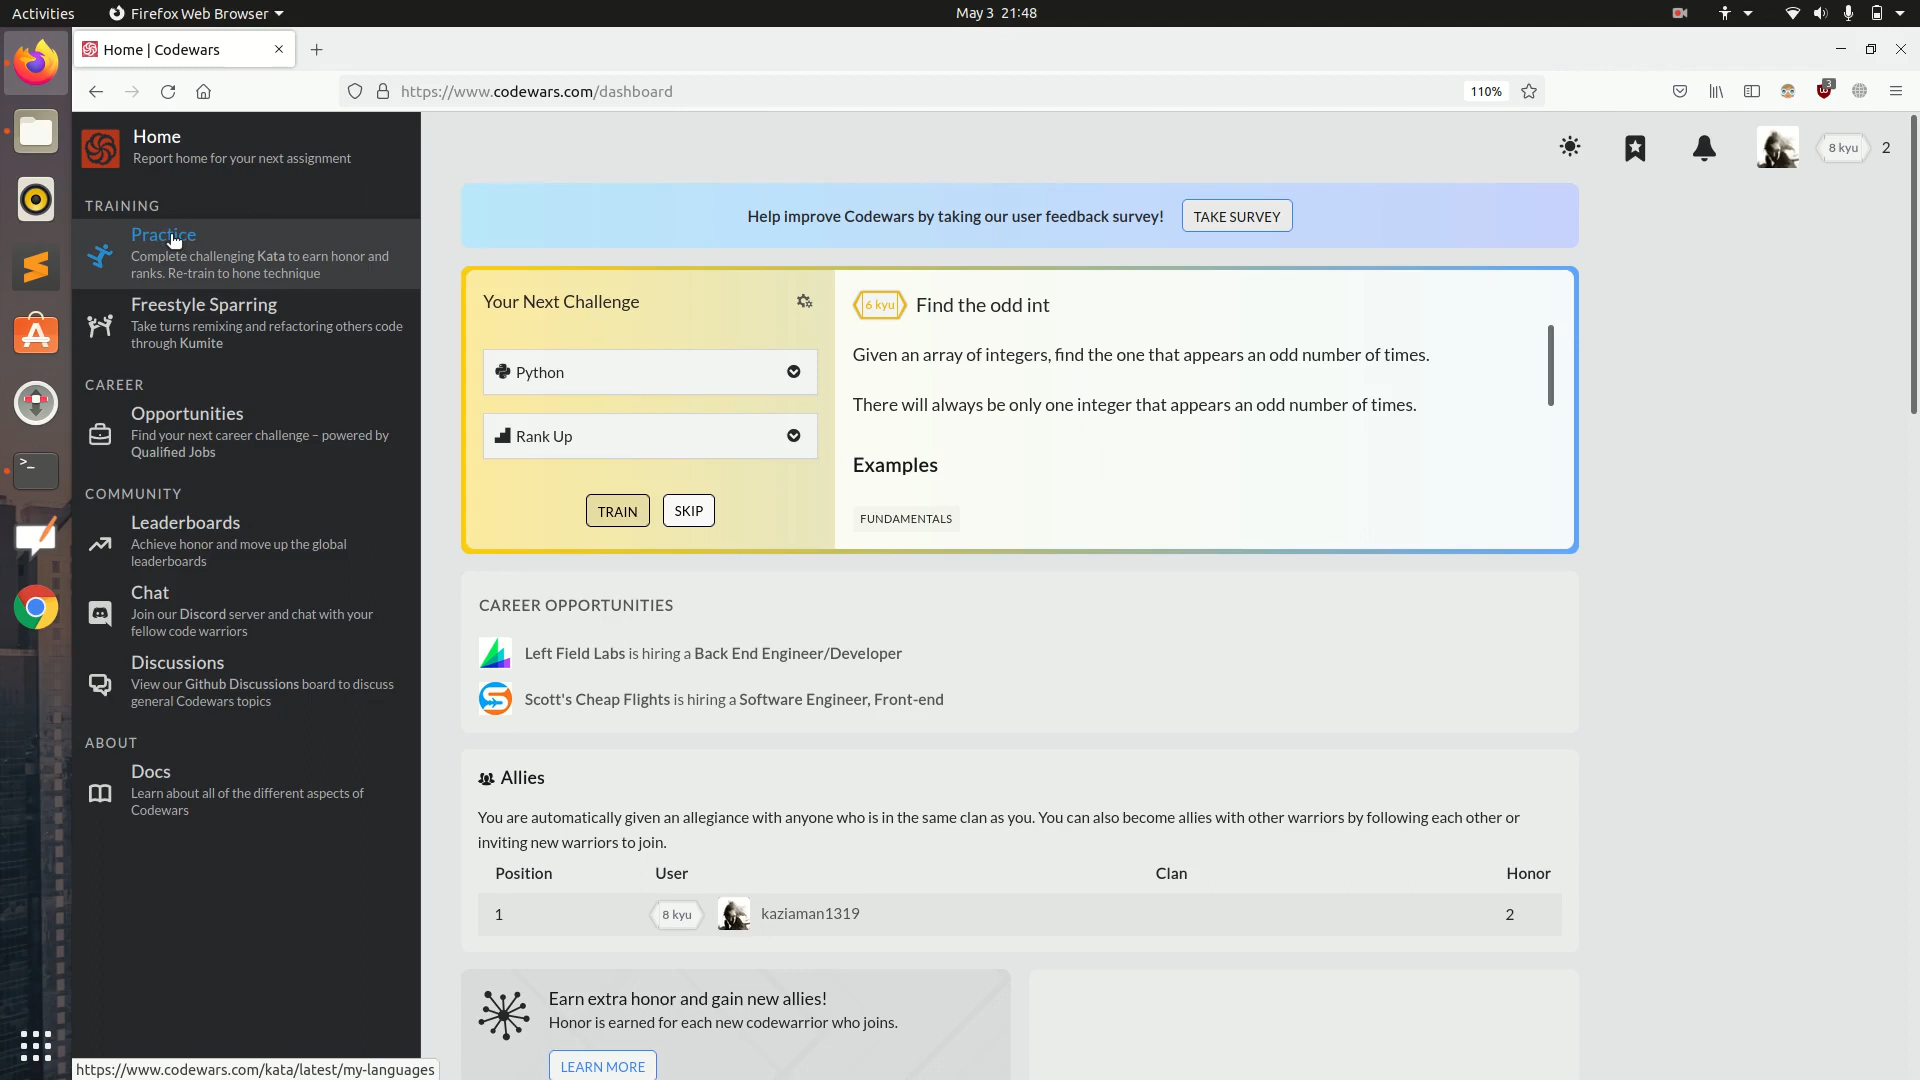 Activities
Firefox Web Browser
May 3 21:48
Home | Codewars
https://www.codewars.com/dashboard
110%
3
Home
Report home for your next assignment
TRAINING
Practice
Complete challenging Kata to earn honor and
ranks. Re-train to hone technique
Freestyle Sparring
Take turns remixing and refactoring others code
through Kumite
CAREER
Opportunities
Find your next career challenge – powered by
Qualified Jobs
COMMUNITY
Leaderboards
Achieve honor and move up the global
leaderboards
Chat
Join our Discord server and chat with your
fellow code warriors
Discussions
View our Github Discussions board to discuss
general Codewars topics
ABOUT
Docs
Learn about all of the different aspects of
Codewars
https://www.codewars.com/kata/latest/my-languages
8 kyu 2
Help improve Codewars by taking our user feedback survey! TAKE SURVEY
Your Next Challenge
Python
Rank Up
TRAIN SKIP
6 kyu Find the odd int
Given an array of integers, find the one that appears an odd number of times.
There will always be only one integer that appears an odd number of times.
Examples
FUNDAMENTALS
CAREER OPPORTUNITIES
Left Field Labs is hiring a Back End Engineer/Developer
Scott's Cheap Flights is hiring a Software Engineer, Front-end
Allies
You are automatically given an allegiance with anyone who is in the same clan as you. You can also become allies with other warriors by following each other or
inviting new warriors to join.
Position User Clan Honor
1 8 kyu kaziaman1319 2
Earn extra honor and gain new allies!
Honor is earned for each new codewarrior who joins.
LEARN MORE